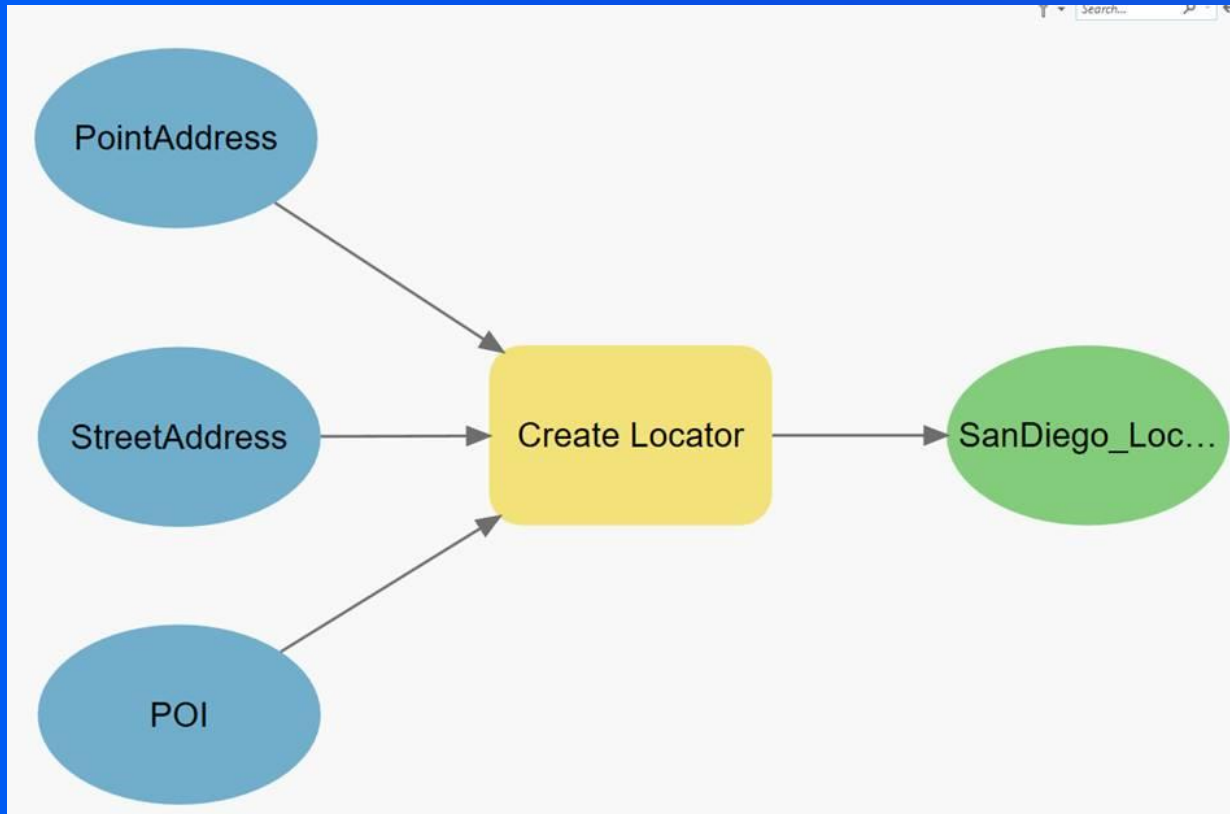 Search...
PointAddress
StreetAddress
Create Locator
SanDiego_Loc...
POI